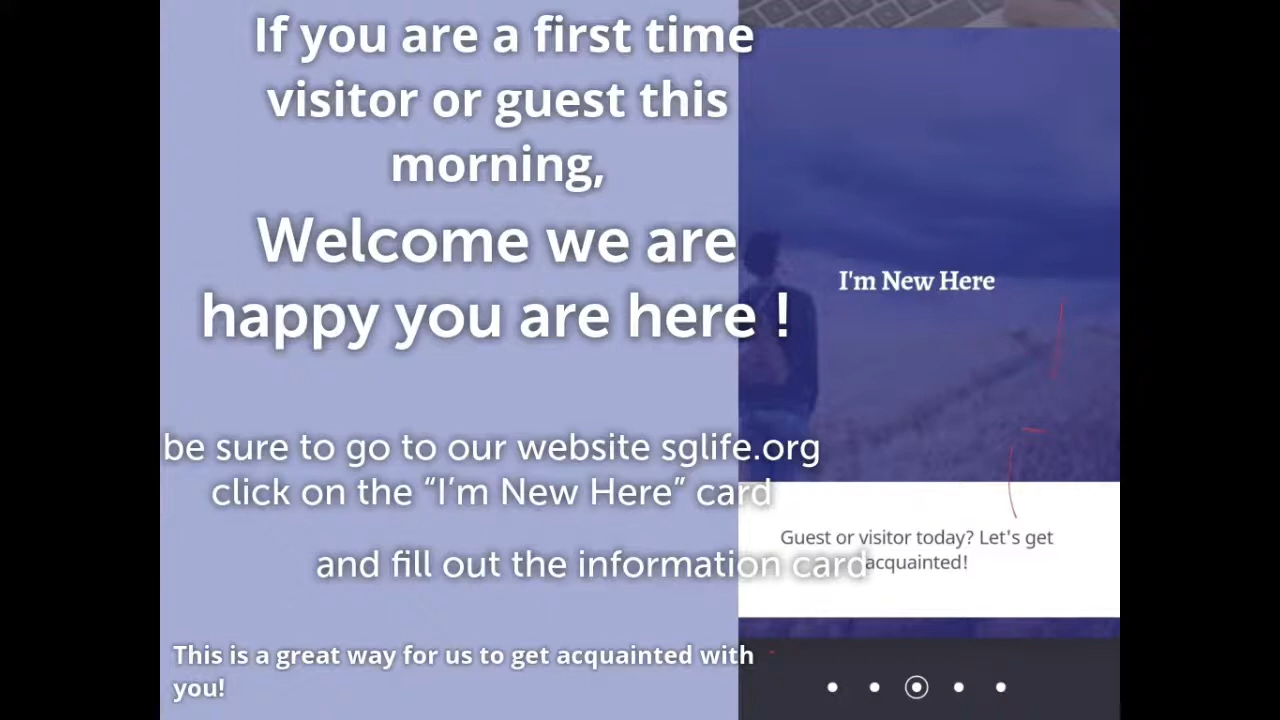 If you are a first time
visitor or guest this
morning,
Welcome we are
happy you are here !
be sure to go to our website sglife.org
click on the “I’m New Here” card
and fill out the information card
This is a great way for us to get acquainted with
you!
I'm New Here
Guest or visitor today? Let's get
acquainted!